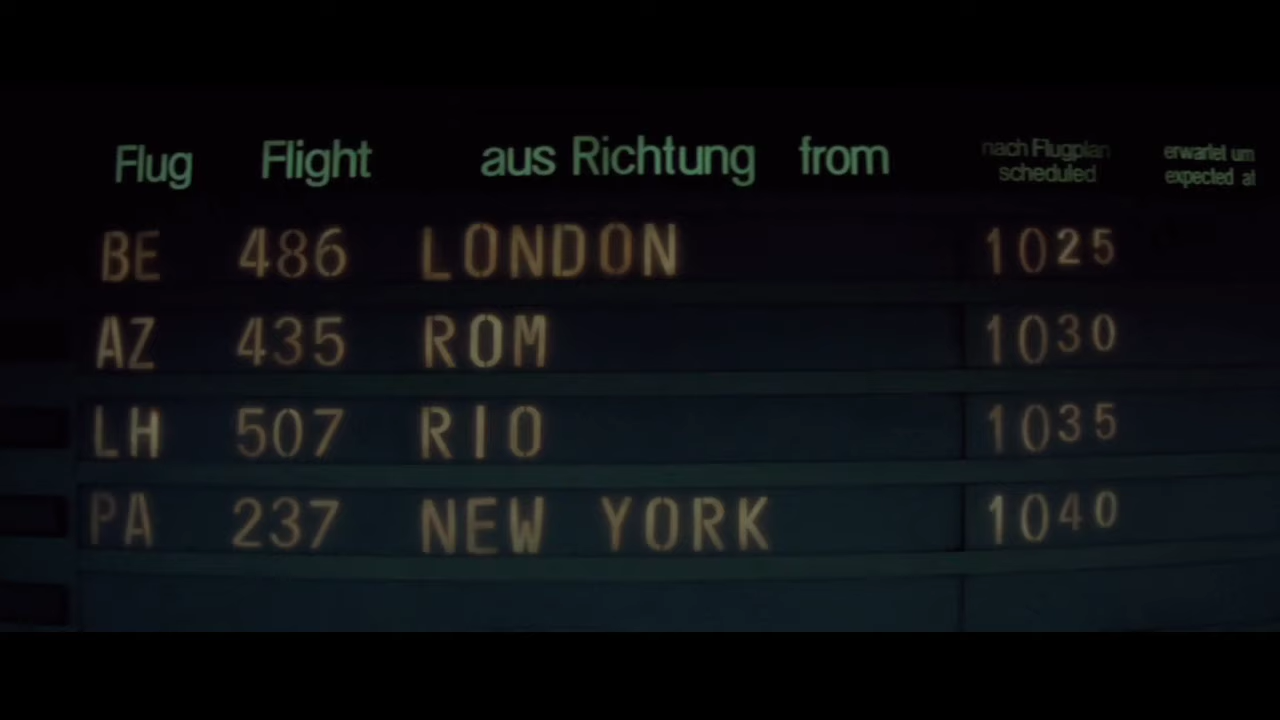 Flug Flight aus Richtung from nach Flugplan erwartet um
scheduled expected at
BE 486 LONDON 1025
AZ 435 ROM 1030
LH 507 RIO 1035
PA 237 NEW YORK 1040